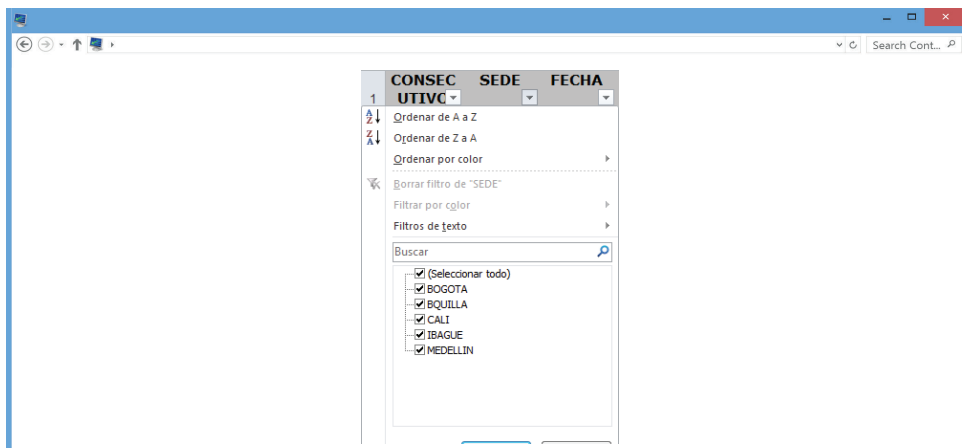 Search Cont...
CONSEC SEDE FECHA
1 UTIVO
Ordenar de A a Z
Ordenar de Z a A
Ordenar por color
Borrar filtro de "SEDE"
Filtrar por color
Filtros de texto
Buscar
(Seleccionar todo)
BOGOTA
BQUILLA
CALI
IBAGUE
MEDELLIN